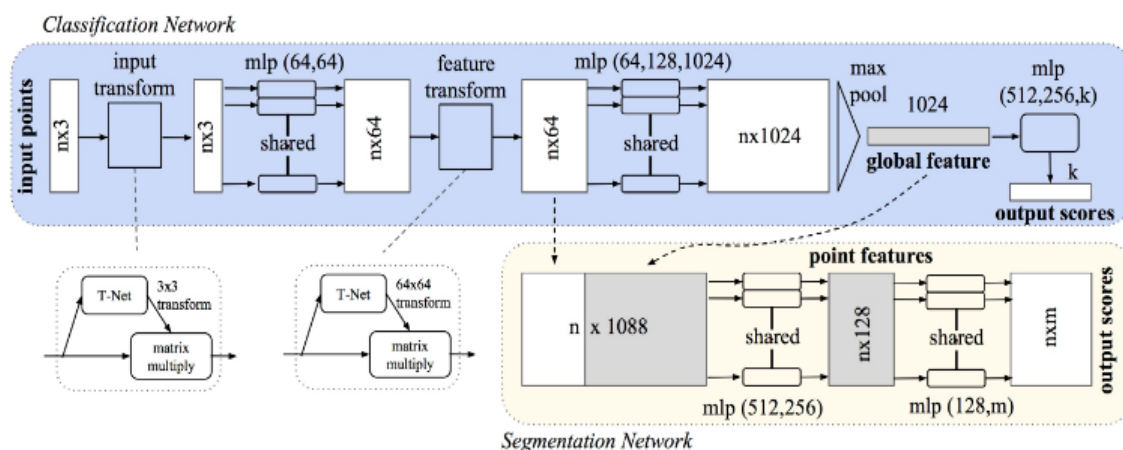 Classification Network
input points
nx3
input
transform
nx3
mlp (64,64)
shared
nx64
feature
transform
nx64
mlp (64,128,1024)
shared
nx1024
max
pool
1024
global feature
mlp
(512,256,k)
k
output scores
T-Net
3x3
transform
matrix
multiply
T-Net
64x64
transform
matrix
multiply
point features
n x 1088
shared
mlp (512,256)
nx128
shared
mlp (128,m)
nxm
output scores
Segmentation Network